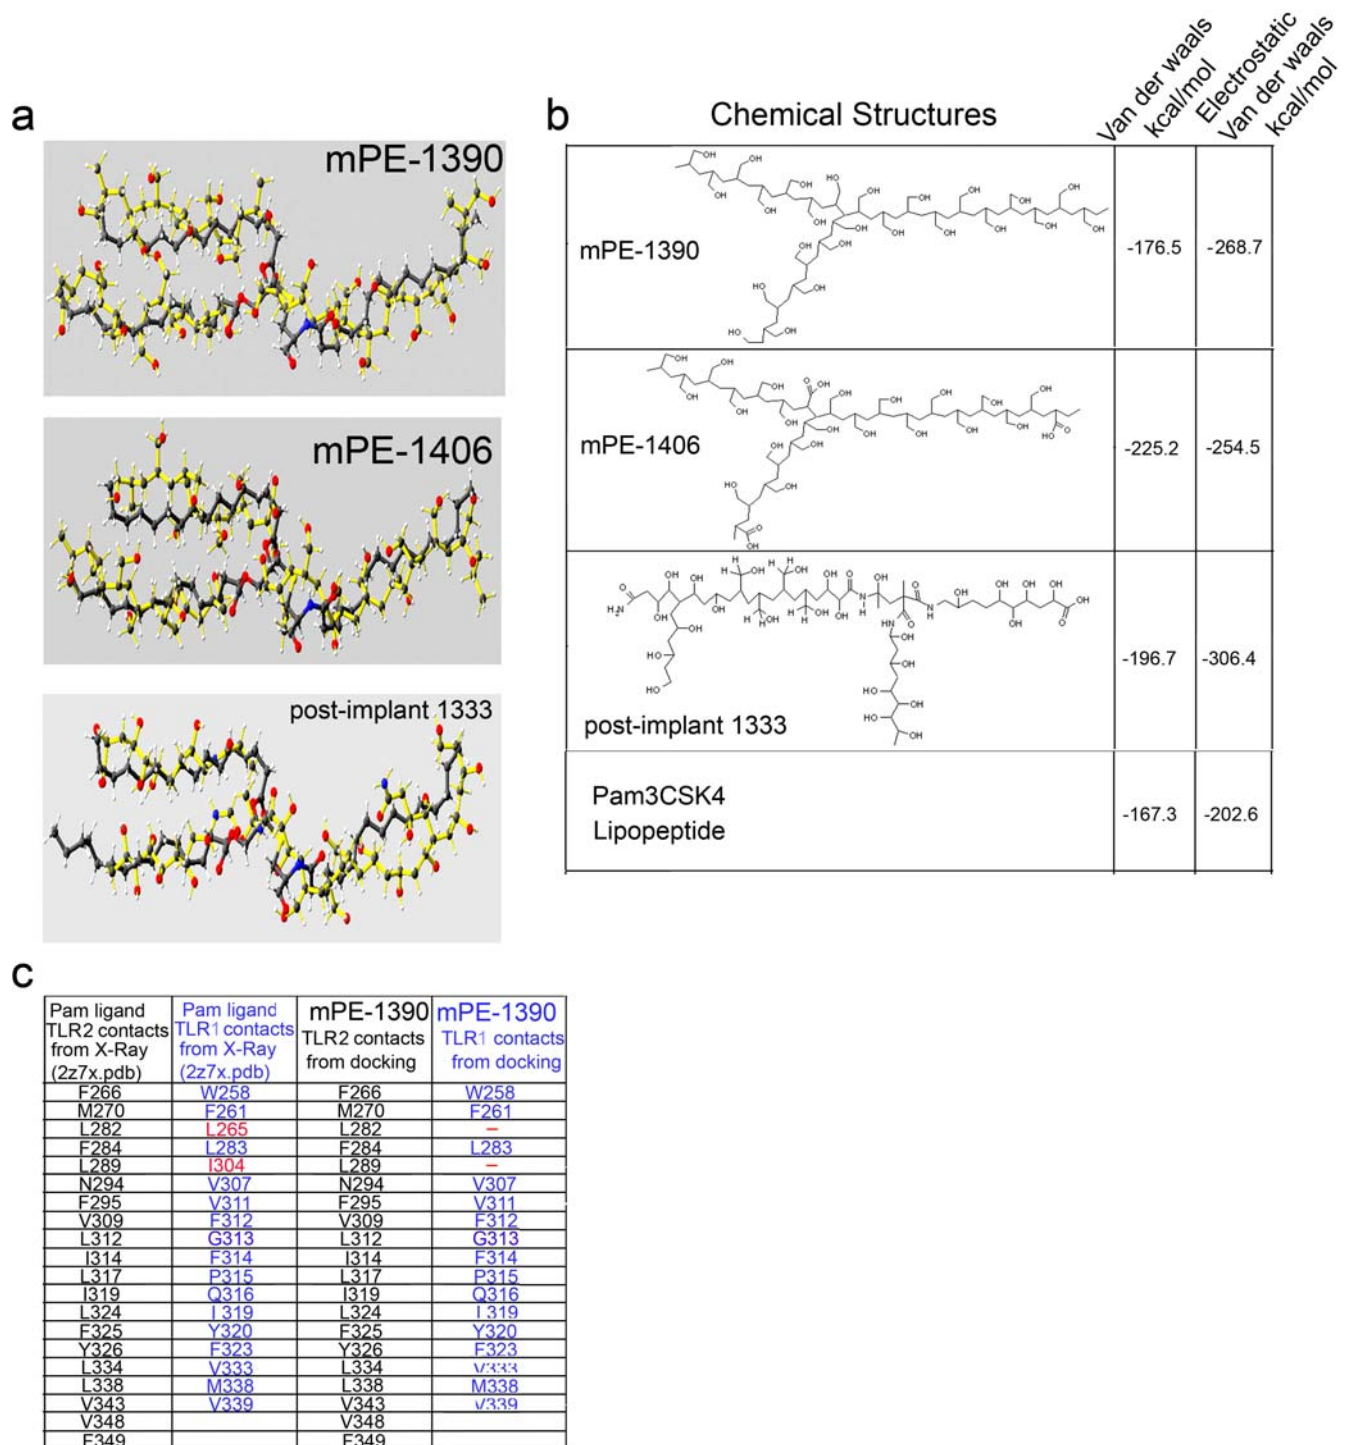 a
mPE-1390
mPE-1406
post-implant 1333
b
Chemical Structures
Van der waals
kcal/mol
Electrostatic
Van der waals
kcal/mol
mPE-1390
-176.5 -268.7
mPE-1406
-225.2 -254.5
post-implant 1333
-196.7 -306.4
Pam3CSK4
Lipopeptide
-167.3 -202.6
c
Pam ligand
TLR2 contacts
from X-Ray
(2z7x.pdb)
Pam ligand
TLR1 contacts
from X-Ray
(2z7x.pdb)
mPE-1390
TLR2 contacts
from docking
mPE-1390
TLR1 contacts
from docking
F266 W258 F266 W258
M270 F261 M270 F261
L282 L265 L282 –
F284 L283 F284 L283
L289 I304 L289 –
N294 V307 N294 V307
F295 V311 F295 V311
V309 F312 V309 F312
L312 G313 L312 G313
I314 F314 I314 F314
L317 P315 L317 P315
I319 Q316 I319 Q316
L324 I 319 L324 I 319
F325 Y320 F325 Y320
Y326 F323 Y326 F323
L334 V333 L334 V333
L338 M338 L338 M338
V343 V339 V343 V339
V348 V348
F349 F349